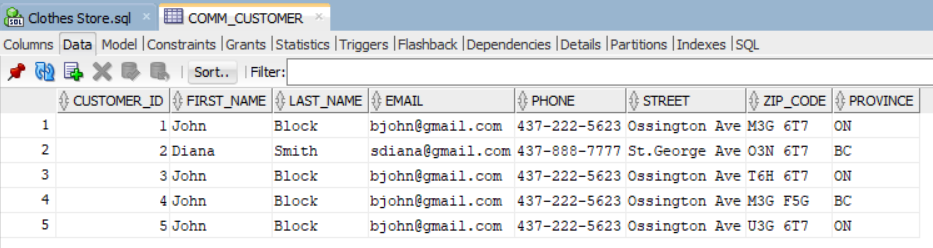 Clothes Store.sql COMM_CUSTOMER
Columns Data Model Constraints Grants Statistics Triggers Flashback Dependencies Details Partitions Indexes SQL
Sort.. Filter:
CUSTOMER_ID FIRST_NAME LAST_NAME EMAIL PHONE STREET ZIP_CODE PROVINCE
1 1 John Block bjohn@gmail.com 437-222-5623 Ossington Ave M3G 6T7 ON
2 2 Diana Smith sdiana@gmail.com 437-888-7777 St.George Ave O3N 6T7 BC
3 3 John Block bjohn@gmail.com 437-222-5623 Ossington Ave T6H 6T7 ON
4 4 John Block bjohn@gmail.com 437-222-5623 Ossington Ave M3G F5G BC
5 5 John Block bjohn@gmail.com 437-222-5623 Ossington Ave U3G 6T7 ON